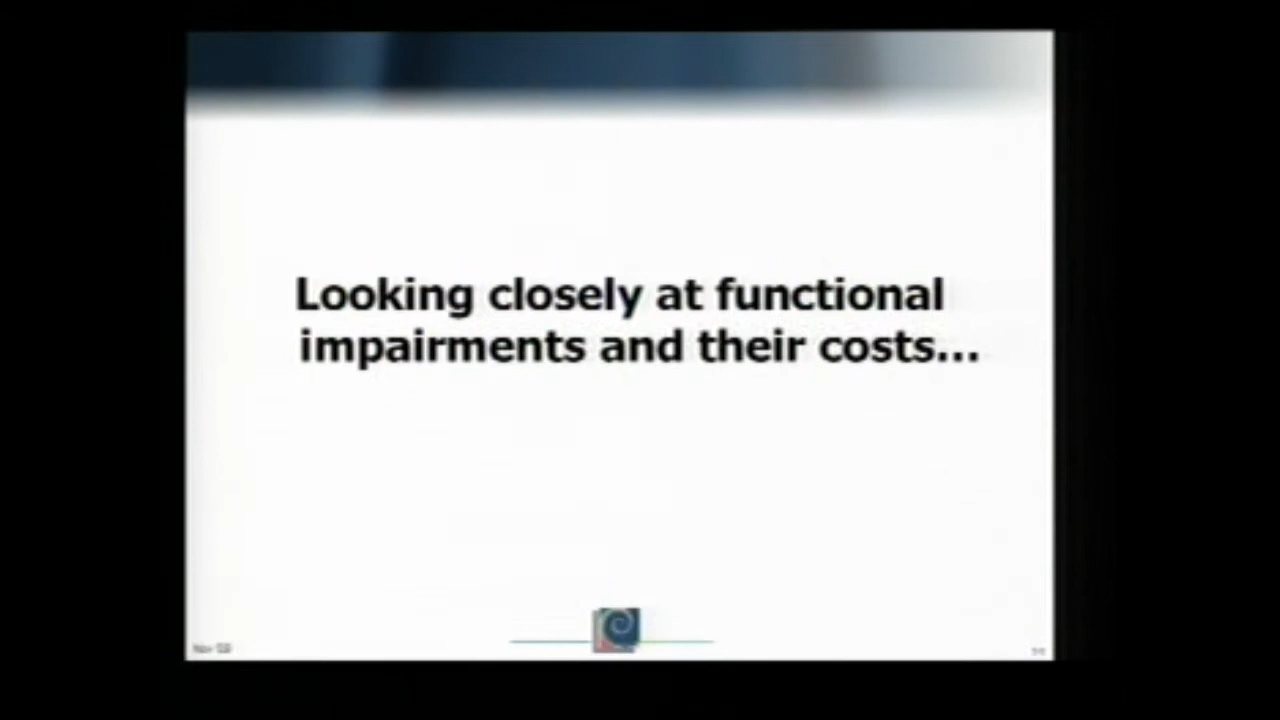 Looking closely at functional
impairments and their costs...